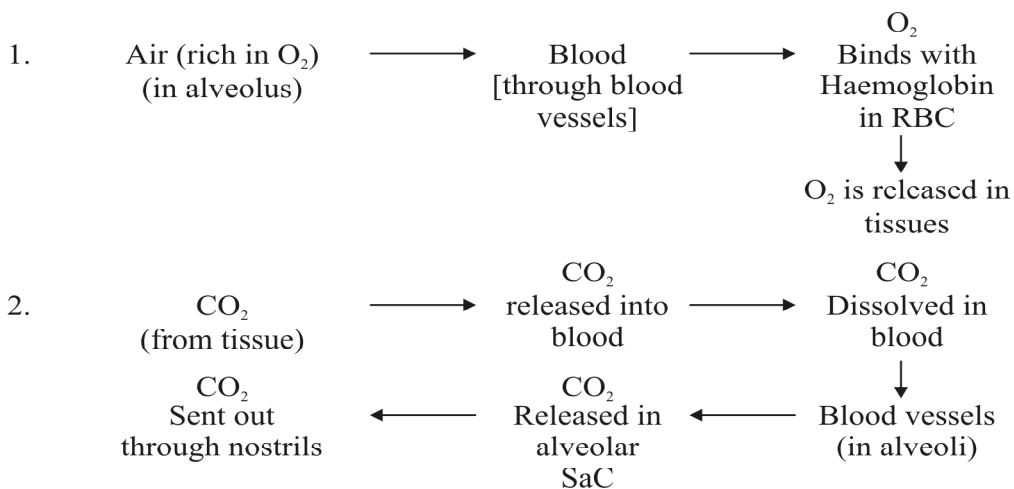 1. Air (rich in O₂) (in alveolus)
Blood [through blood vessels]
O₂ Binds with Haemoglobin in RBC
O₂ is released in tissues
2. CO₂ (from tissue)
CO₂ released into blood
CO₂ Dissolved in blood
Blood vessels (in alveoli)
CO₂ Released in alveolar SaC
CO₂ Sent out through nostrils